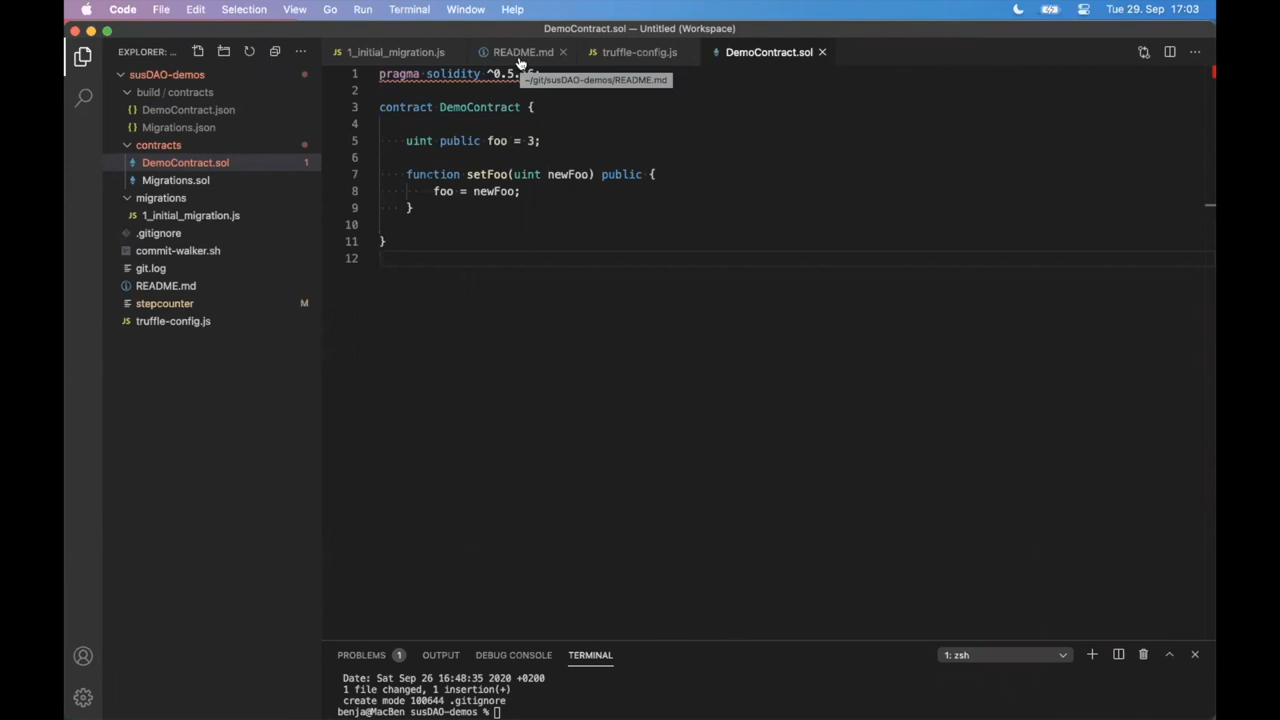 Code File Edit Selection View Go Run Terminal Window Help Tue 29. Sep 17:03
DemoContract.sol — Untitled (Workspace)
EXPLORER: ...
1_initial_migration.js README.md truffle-config.js DemoContract.sol
~/git/susDAO-demos/README.md
susDAO-demos
build / contracts
DemoContract.json
Migrations.json
contracts
DemoContract.sol 1
Migrations.sol
migrations
1_initial_migration.js
.gitignore
commit-walker.sh
git.log
README.md
stepcounter M
truffle-config.js
1 pragma solidity ^0.5.
2
3 contract DemoContract {
4
5 uint public foo = 3;
6
7 function setFoo(uint newFoo) public {
8 foo = newFoo;
9 }
10
11 }
12
PROBLEMS 1 OUTPUT DEBUG CONSOLE TERMINAL 1: zsh
Date: Sat Sep 26 16:48:35 2020 +0200
1 file changed, 1 insertion(+)
create mode 100644 .gitignore
benja@MacBen susDAO-demos %